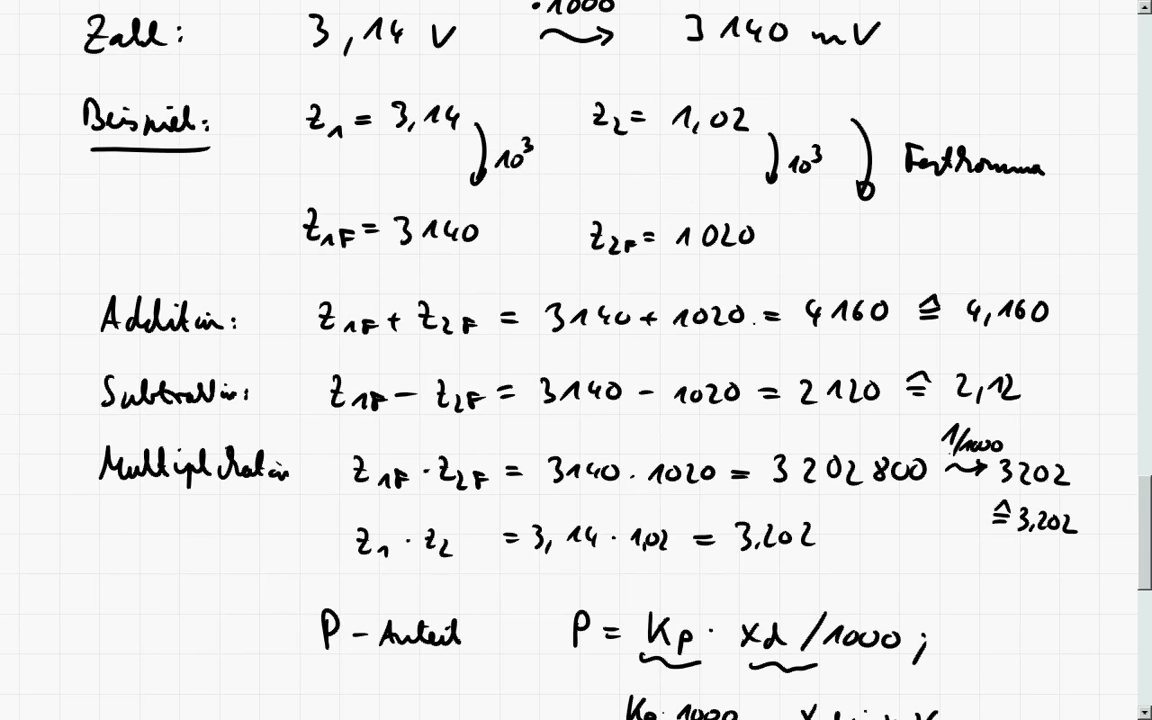 ·1000
Zahl: 3,14 V 3140 mV
Beispiel: z1 = 3,14 z2 = 1,02
10³ 10³ Festkomma
z1F = 3140 z2F = 1020
Addition: z1F + z2F = 3140 + 1020 = 4160 ≙ 4,160
Subtraktion: z1F − z2F = 3140 − 1020 = 2120 ≙ 2,12
1/1000
Multiplikation z1F · z2F = 3140 · 1020 = 3202800 3202
≙ 3,202
z1 · z2 = 3,14 · 1,02 = 3,202
P - Anteil P = Kp · xd /1000 ;
Kp · 1000